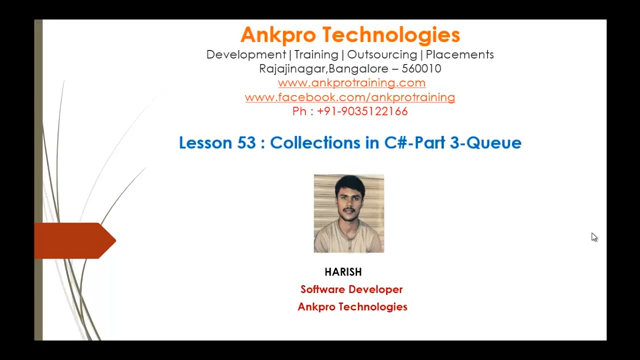 Ankpro Technologies
Development|Training|Outsourcing|Placements
Rajajinagar,Bangalore – 560010
www.ankprotraining.com
www.facebook.com/ankprotraining
Ph : +91-9035122166
Lesson 53 : Collections in C#-Part 3-Queue
HARISH
Software Developer
Ankpro Technologies